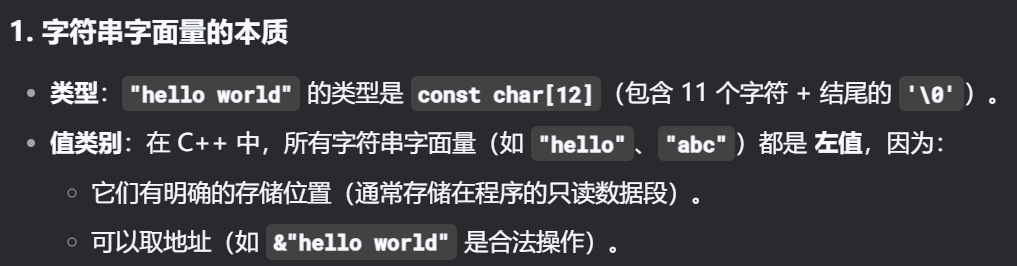 1. 字符串字面量的本质
• 类型："hello world" 的类型是 const char[12]（包含 11 个字符 + 结尾的 '\0'）。
• 值类别：在 C++ 中，所有字符串字面量（如 "hello"、"abc"）都是 左值，因为：
◦ 它们有明确的存储位置（通常存储在程序的只读数据段）。
◦ 可以取地址（如 &"hello world" 是合法操作）。